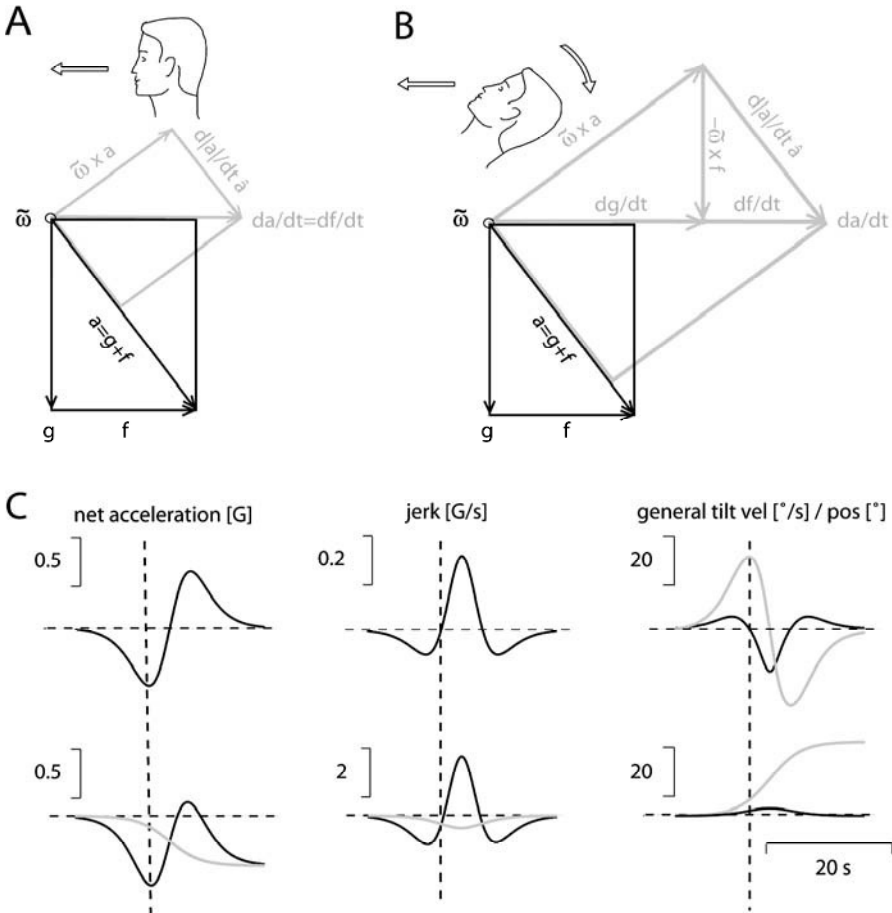 A
B
ω̃ x a
d|a|/dt â
ω̃
da/dt=df/dt
a=g+f
g
f
ω̃ x a
-ω̃ x f
d|a|/dt â
dg/dt
df/dt
ω̃
da/dt
a=g+f
g
f
C
net acceleration [G]
jerk [G/s]
general tilt vel [°/s] / pos [°]
0.5
0.2
20
0.5
2
20
20 s